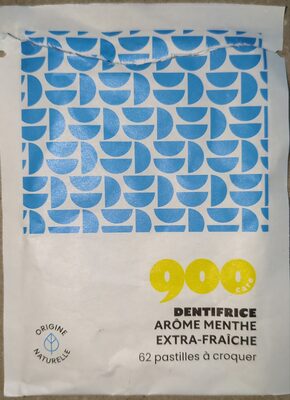 900
care
DENTIFRICE
ARÔME MENTHE
EXTRA-FRAÎCHE
62 pastilles à croquer
ORIGINE
NATURELLE